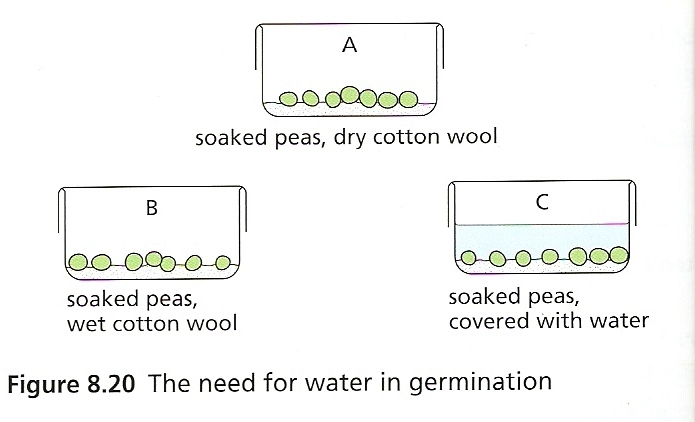 A
soaked peas, dry cotton wool
B
soaked peas,
wet cotton wool
C
soaked peas,
covered with water
Figure 8.20 The need for water in germination